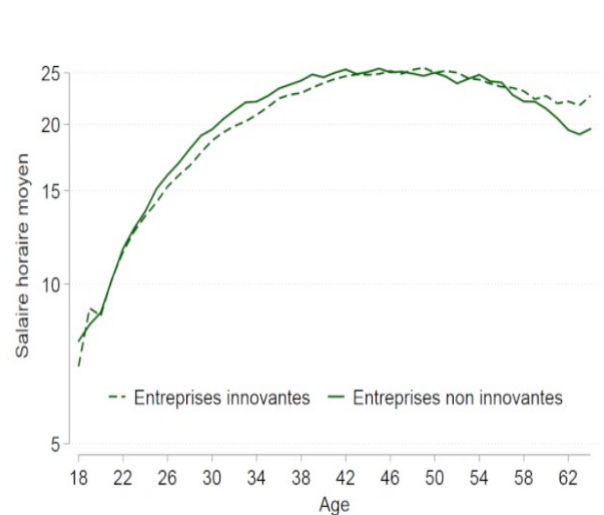 25
20
15
10
5
Salaire horaire moyen
Entreprises innovantes Entreprises non innovantes
18 22 26 30 34 38 42 46 50 54 58 62
Age